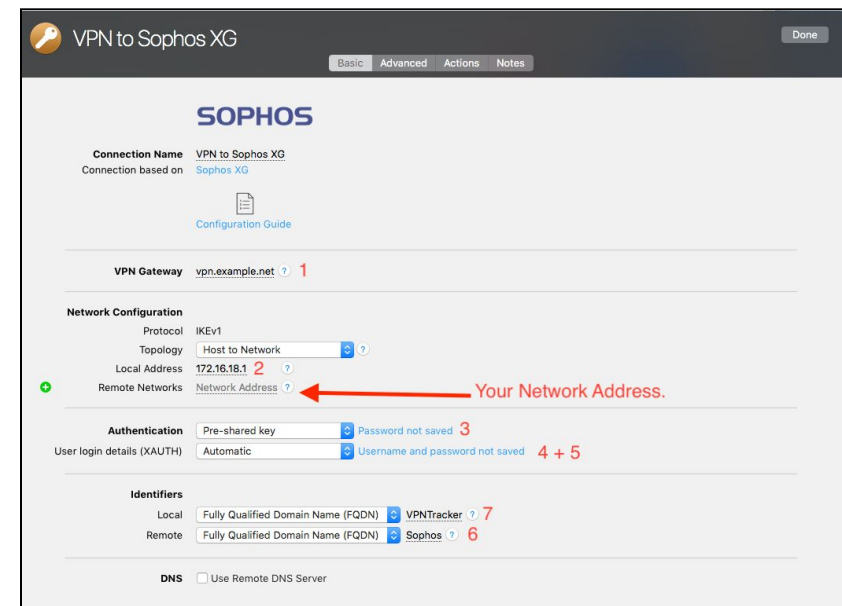 VPN to Sophos XG
Done
Basic Advanced Actions Notes
SOPHOS
Connection Name VPN to Sophos XG
Connection based on Sophos XG
Configuration Guide
VPN Gateway vpn.example.net ? 1
Network Configuration
Protocol IKEv1
Topology Host to Network ?
Local Address 172.16.18.1 2 ?
Remote Networks Network Address ? Your Network Address.
Authentication Pre-shared key Password not saved 3
User login details (XAUTH) Automatic Username and password not saved 4 + 5
Identifiers
Local Fully Qualified Domain Name (FQDN) VPNTracker ? 7
Remote Fully Qualified Domain Name (FQDN) Sophos ? 6
DNS Use Remote DNS Server